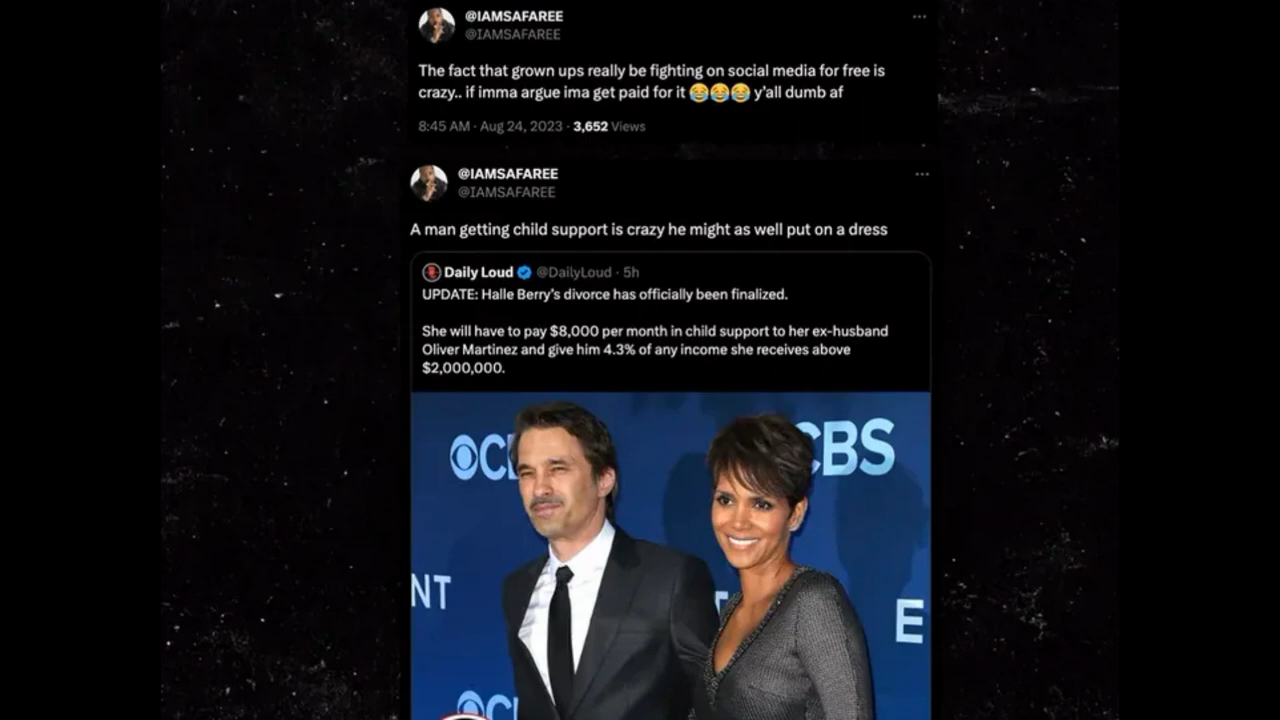 @IAMSAFAREE
@IAMSAFAREE
The fact that grown ups really be fighting on social media for free is
crazy.. if imma argue ima get paid for it 😂😂😂 y'all dumb af
8:45 AM · Aug 24, 2023 · 3,652 Views
@IAMSAFAREE
@IAMSAFAREE
A man getting child support is crazy he might as well put on a dress
Daily Loud @DailyLoud · 5h
UPDATE: Halle Berry's divorce has officially been finalized.
She will have to pay $8,000 per month in child support to her ex-husband
Oliver Martinez and give him 4.3% of any income she receives above
$2,000,000.
CBS
NT
E